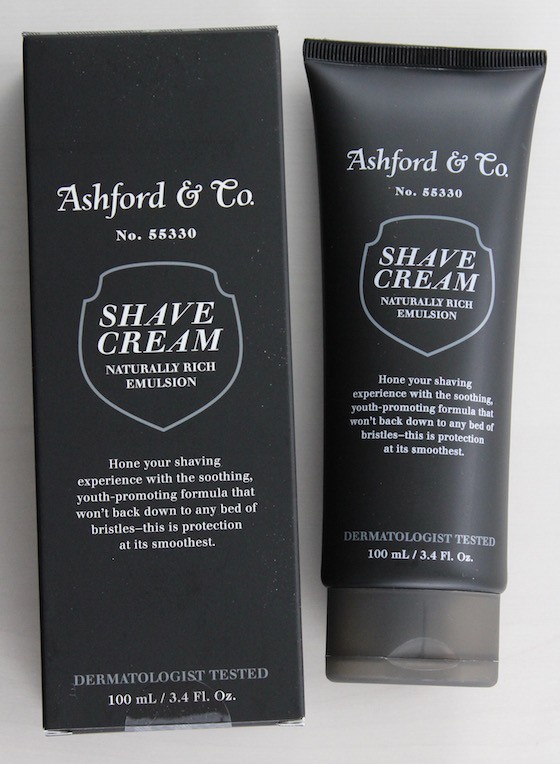 Ashford & Co.
No. 55330
SHAVE
CREAM
NATURALLY RICH
EMULSION
Hone your shaving
experience with the soothing,
youth-promoting formula that
won't back down to any bed of
bristles—this is protection
at its smoothest.
DERMATOLOGIST TESTED
100 mL / 3.4 Fl. Oz.
Ashford & Co.
No. 55330
SHAVE
CREAM
NATURALLY RICH
EMULSION
Hone your shaving
experience with the soothing,
youth-promoting formula that
won't back down to any bed of
bristles—this is protection
at its smoothest.
DERMATOLOGIST TESTED
100 mL / 3.4 Fl. Oz.